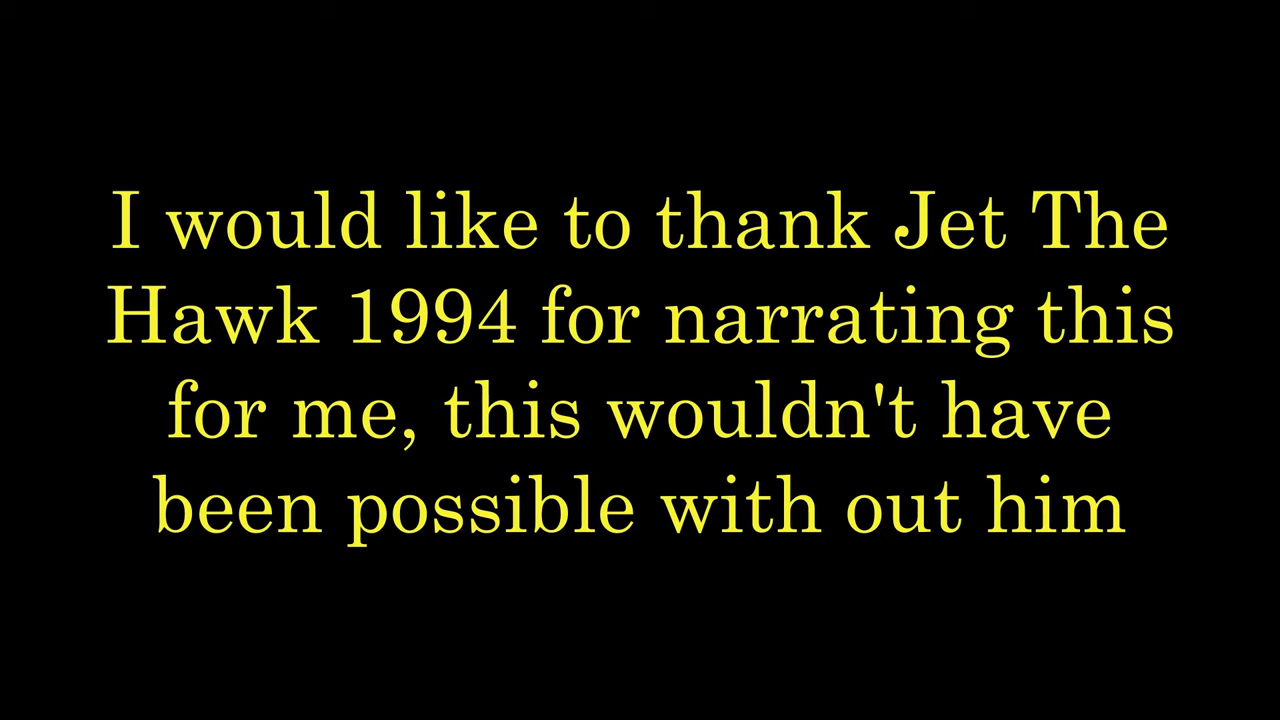 I would like to thank Jet The
Hawk 1994 for narrating this
for me, this wouldn't have
been possible with out him